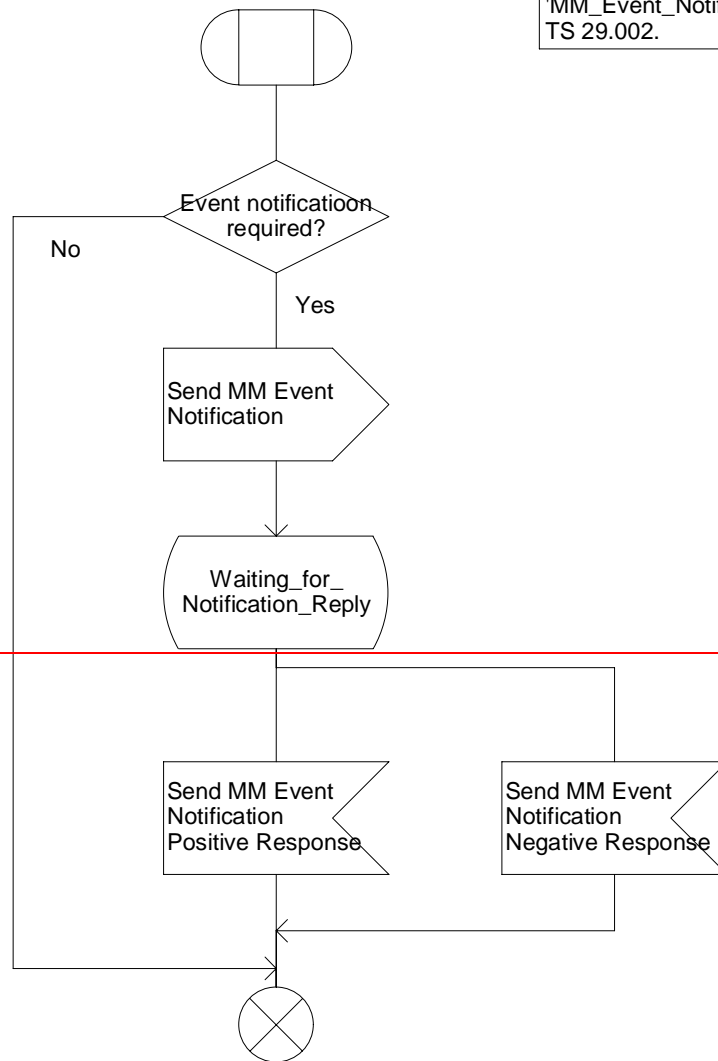 'MM_Event_Notif
TS 29.002.
Event notificatioon
required?
No
Yes
Send MM Event
Notification
Waiting_for_
Notification_Reply
Send MM Event
Notification
Positive Response
Send MM Event
Notification
Negative Response